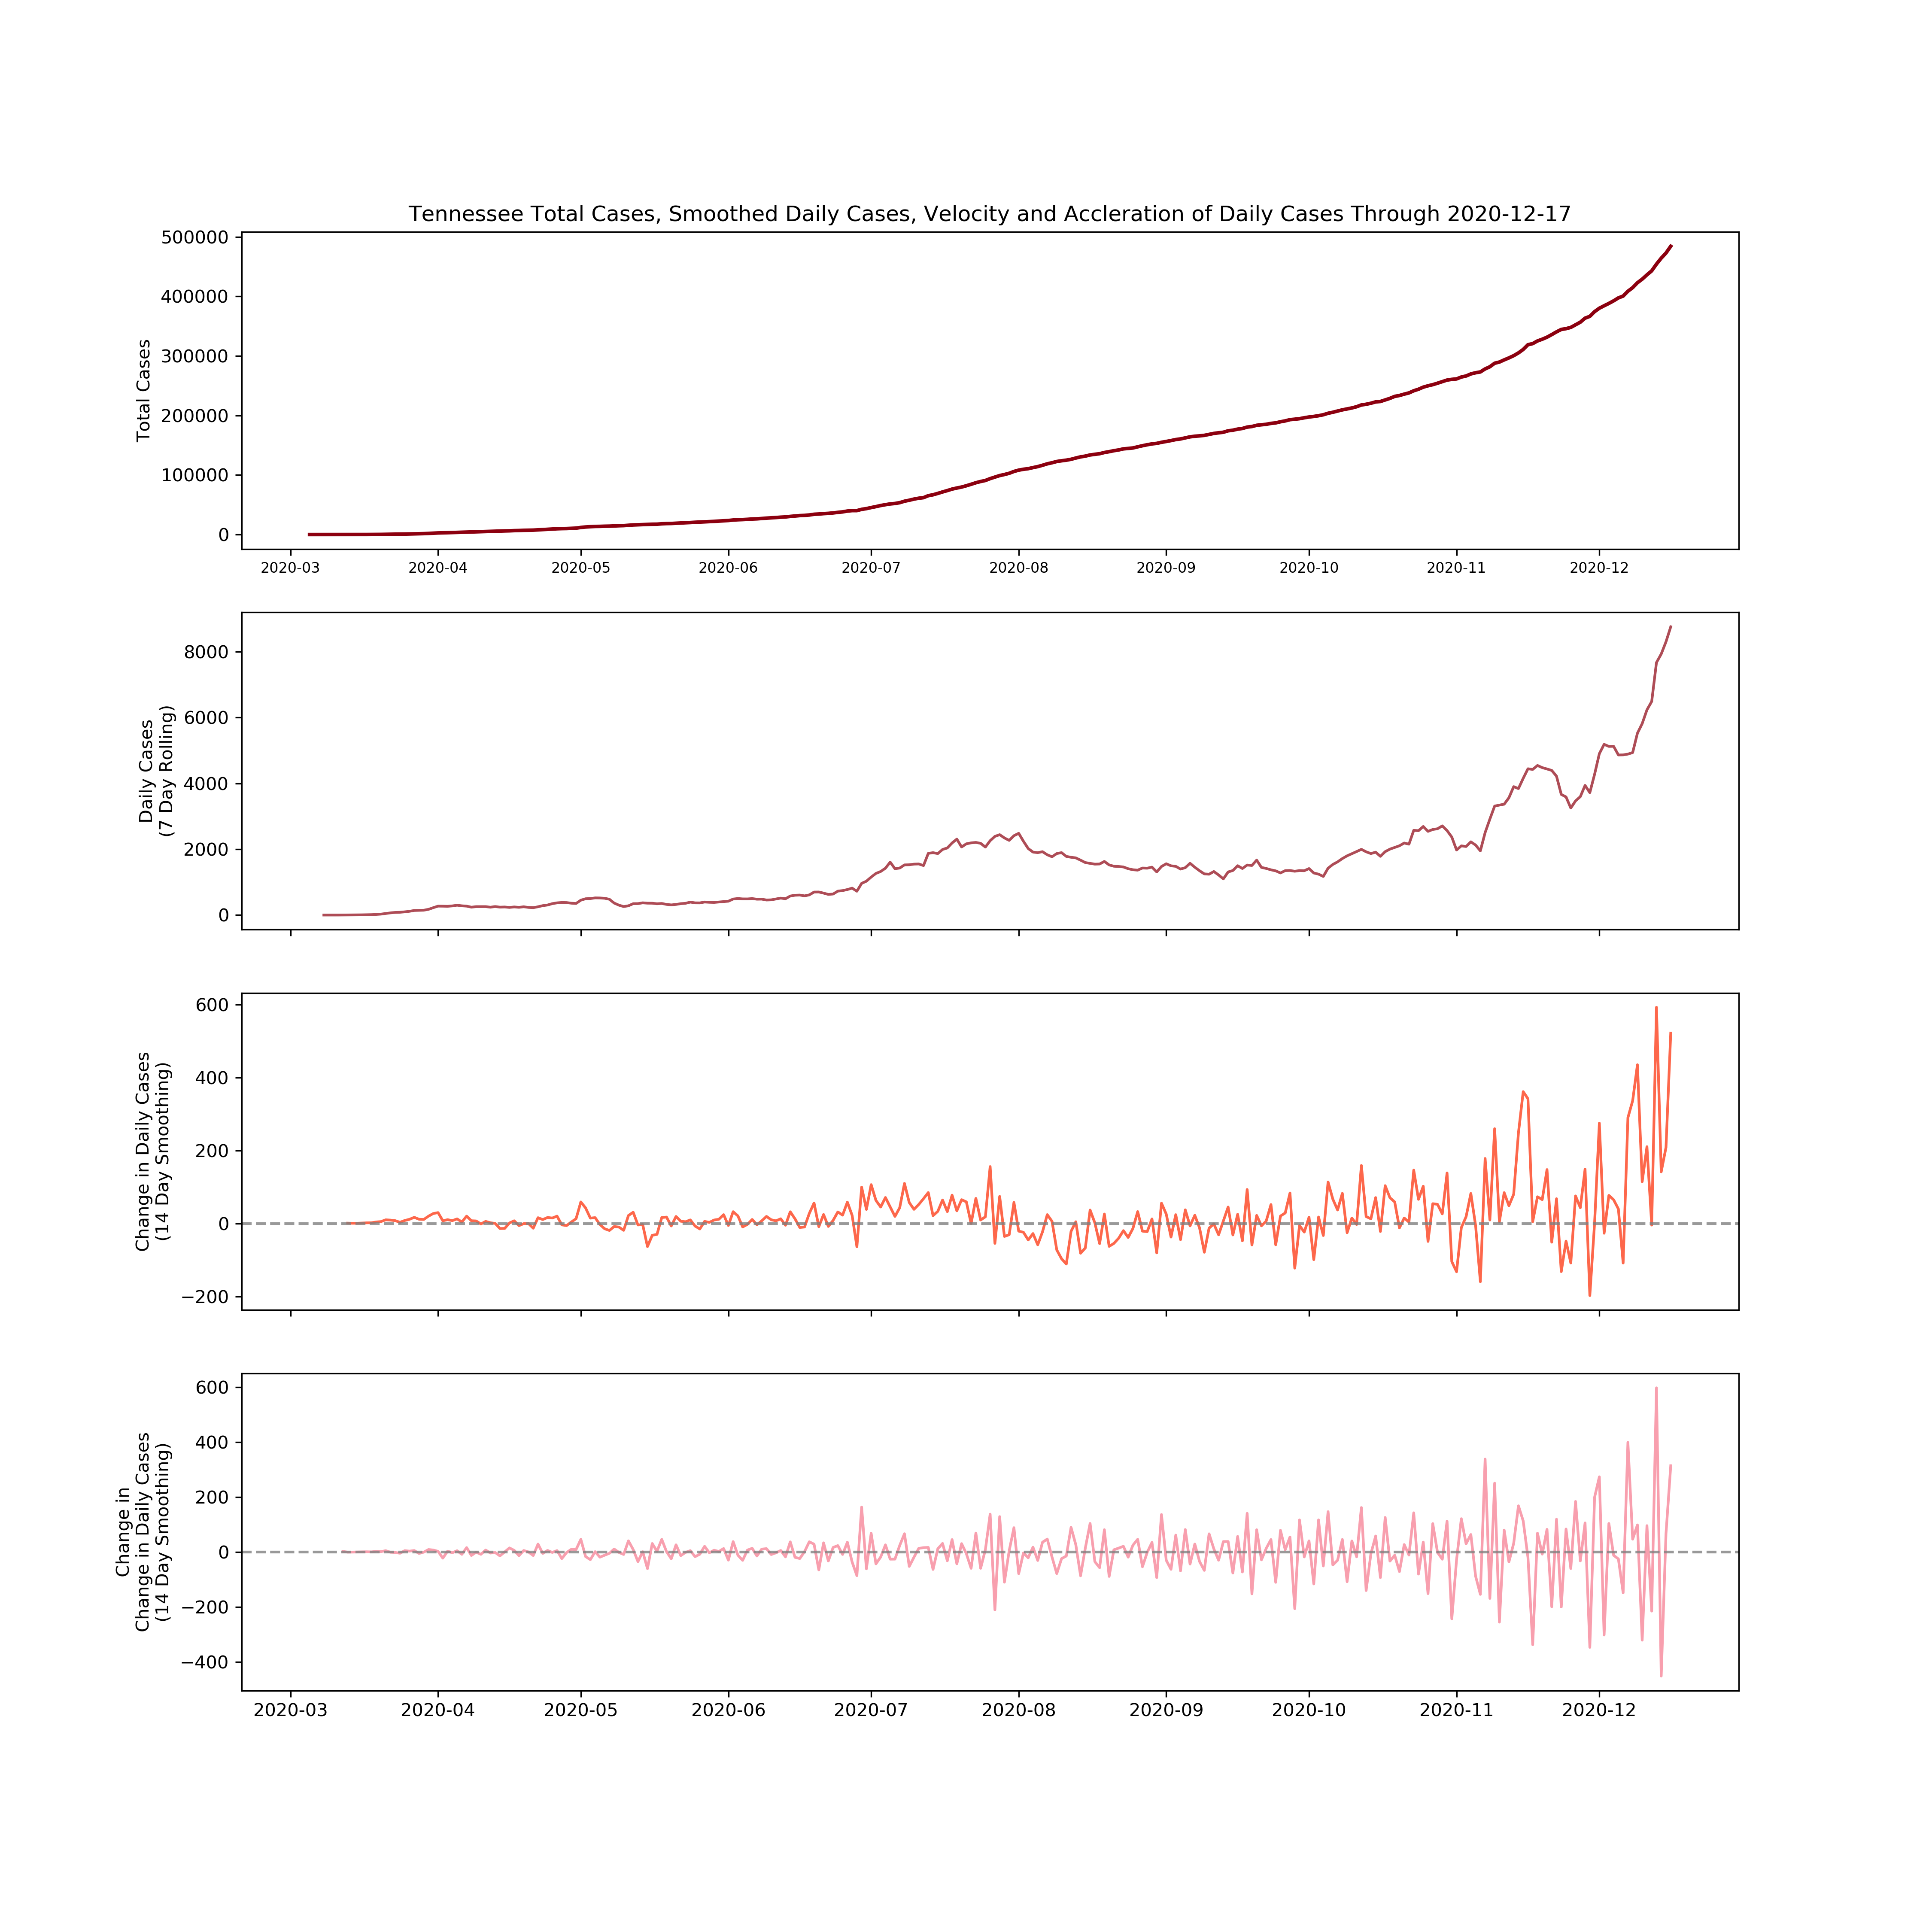 Tennessee Total Cases, Smoothed Daily Cases, Velocity and Accleration of Daily Cases Through 2020-12-17
Total Cases
500000
400000
300000
200000
100000
0
2020-03 2020-04 2020-05 2020-06 2020-07 2020-08 2020-09 2020-10 2020-11 2020-12
Daily Cases
(7 Day Rolling)
8000
6000
4000
2000
0
Change in Daily Cases
(14 Day Smoothing)
600
400
200
0
−200
Change in
Change in Daily Cases
(14 Day Smoothing)
600
400
200
0
−200
−400
2020-03 2020-04 2020-05 2020-06 2020-07 2020-08 2020-09 2020-10 2020-11 2020-12